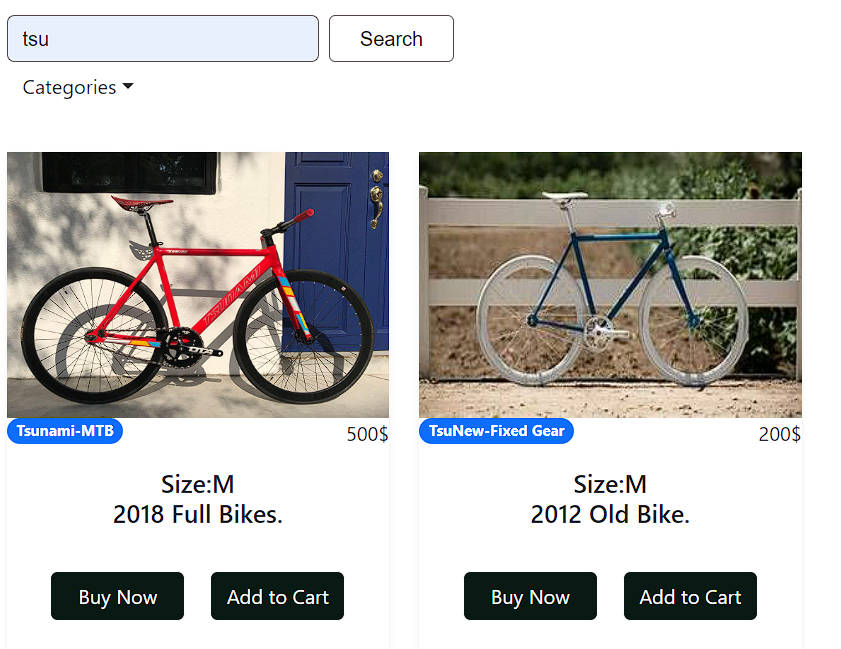 tsu
Search
Categories
TSUNAMI
Tsunami-MTB
500$
TsuNew-Fixed Gear
200$
Size:M
2018 Full Bikes.
Size:M
2012 Old Bike.
Buy Now
Add to Cart
Buy Now
Add to Cart